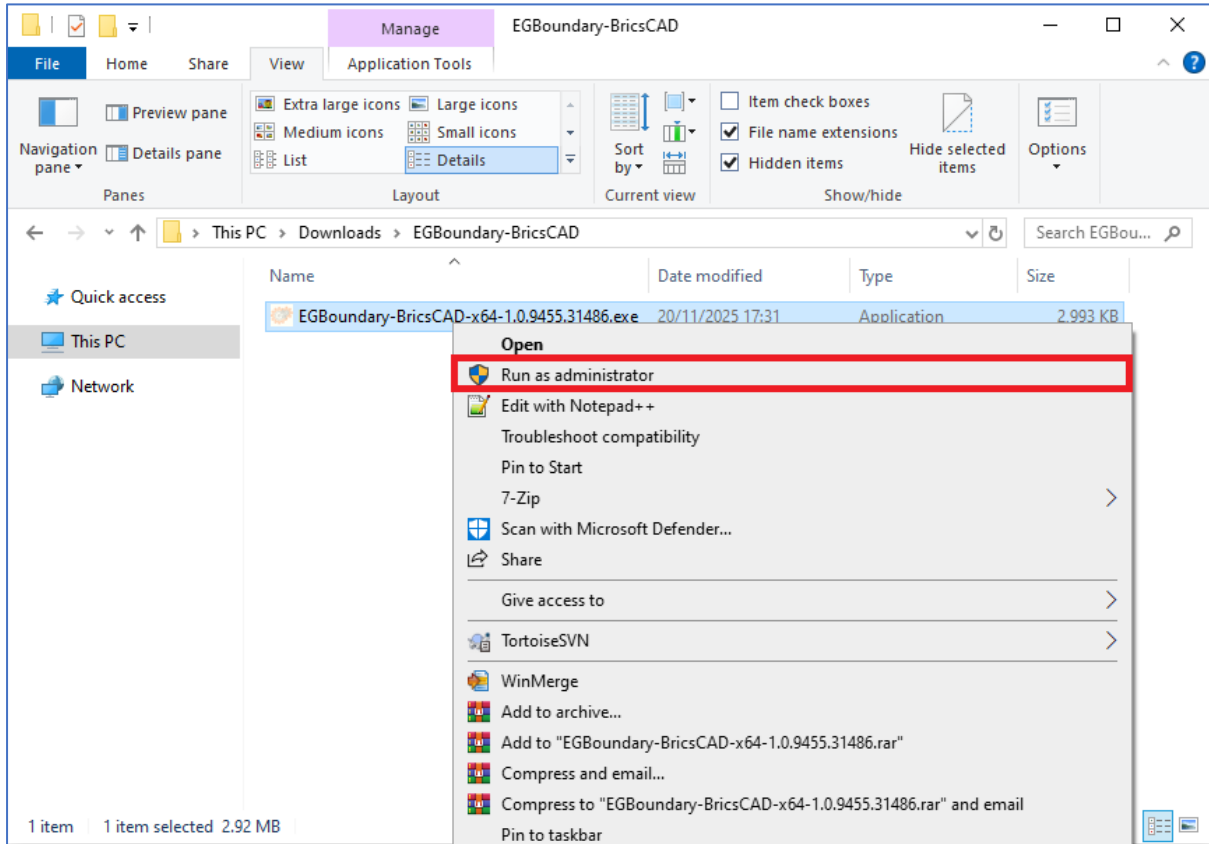 Manage
EGBoundary-BricsCAD
File
Home
Share
View
Application Tools
?
Navigation pane
Preview pane
Details pane
Panes
Extra large icons
Large icons
Medium icons
Small icons
List
Details
Layout
Sort by
Current view
Item check boxes
File name extensions
Hidden items
Hide selected items
Show/hide
Options
This PC > Downloads > EGBoundary-BricsCAD
Search EGBou...
Quick access
This PC
Network
Name
Date modified
Type
Size
EGBoundary-BricsCAD-x64-1.0.9455.31486.exe
20/11/2025 17:31
Application
2.993 KB
Open
Run as administrator
Edit with Notepad++
Troubleshoot compatibility
Pin to Start
7-Zip
Scan with Microsoft Defender...
Share
Give access to
TortoiseSVN
WinMerge
Add to archive...
Add to "EGBoundary-BricsCAD-x64-1.0.9455.31486.rar"
Compress and email...
Compress to "EGBoundary-BricsCAD-x64-1.0.9455.31486.rar" and email
Pin to taskbar
1 item
1 item selected 2.92 MB